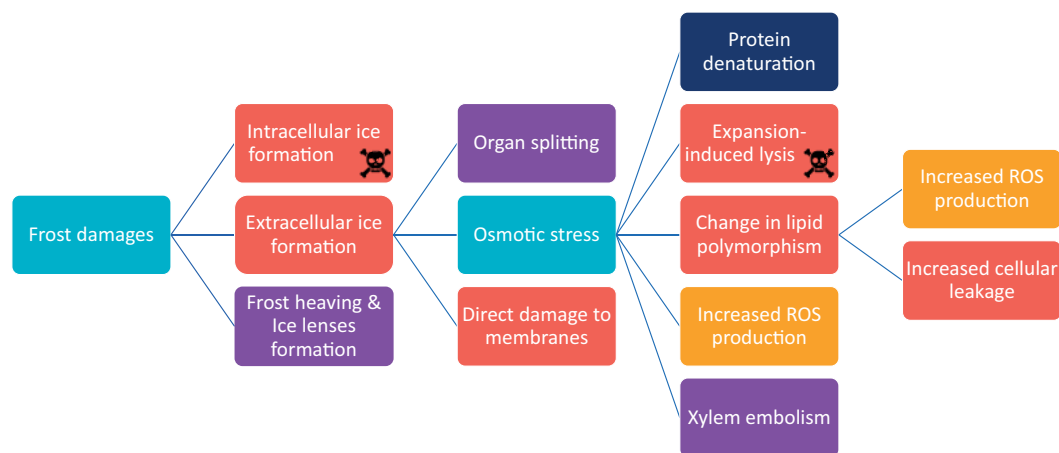 Frost damages
Intracellular ice
formation
Extracellular ice
formation
Frost heaving &
Ice lenses
formation
Organ splitting
Osmotic stress
Direct damage to
membranes
Protein
denaturation
Expansion-
induced lysis
Change in lipid
polymorphism
Increased ROS
production
Xylem embolism
Increased ROS
production
Increased cellular
leakage